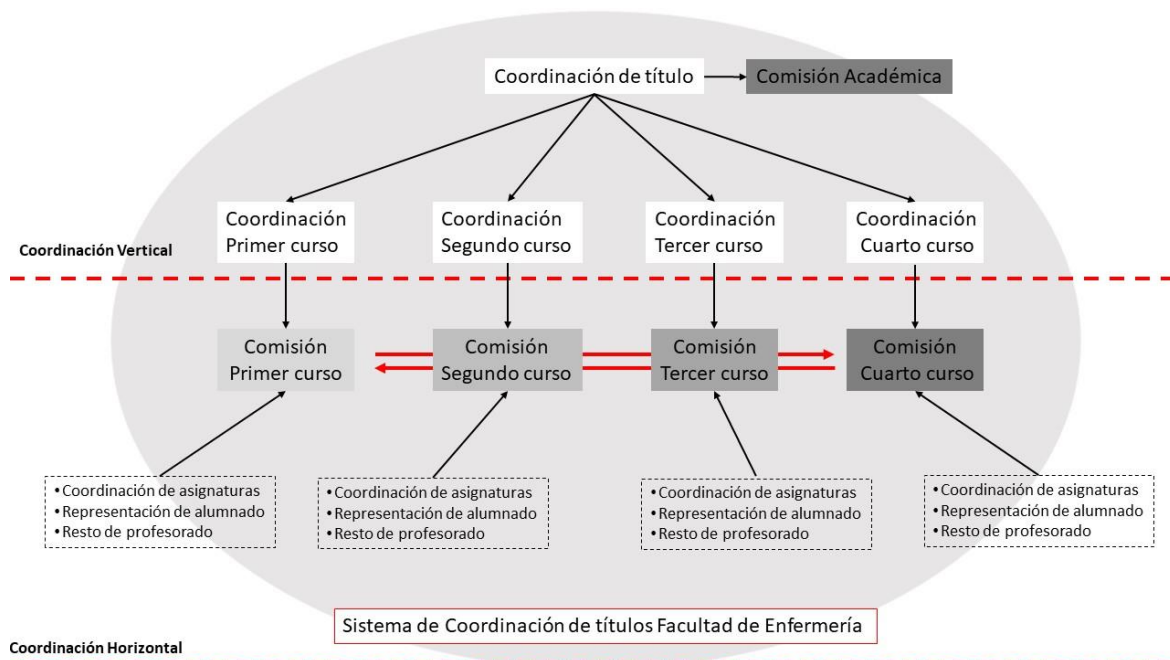 Coordinación de título
Comisión Académica
Coordinación
Primer curso
Coordinación
Segundo curso
Coordinación
Tercer curso
Coordinación
Cuarto curso
Coordinación Vertical
Comisión
Primer curso
Comisión
Segundo curso
Comisión
Tercer curso
Comisión
Cuarto curso
• Coordinación de asignaturas
• Representación de alumnado
• Resto de profesorado
• Coordinación de asignaturas
• Representación de alumnado
• Resto de profesorado
• Coordinación de asignaturas
• Representación de alumnado
• Resto de profesorado
• Coordinación de asignaturas
• Representación de alumnado
• Resto de profesorado
Sistema de Coordinación de títulos Facultad de Enfermería
Coordinación Horizontal